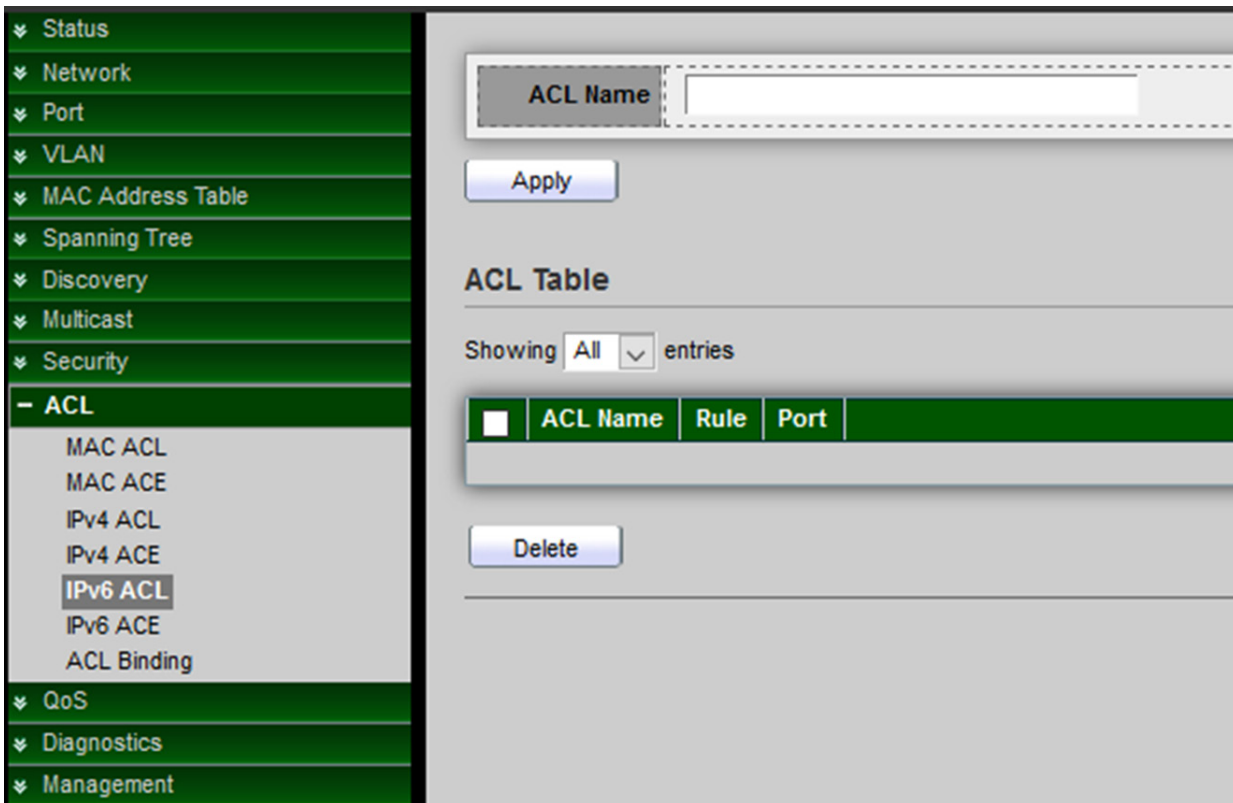 Status
Network
Port
VLAN
MAC Address Table
Spanning Tree
Discovery
Multicast
Security
ACL
MAC ACL
MAC ACE
IPv4 ACL
IPv4 ACE
IPv6 ACL
IPv6 ACE
ACL Binding
QoS
Diagnostics
Management
ACL Name
Apply
ACL Table
Showing All entries
ACL Name Rule Port
Delete